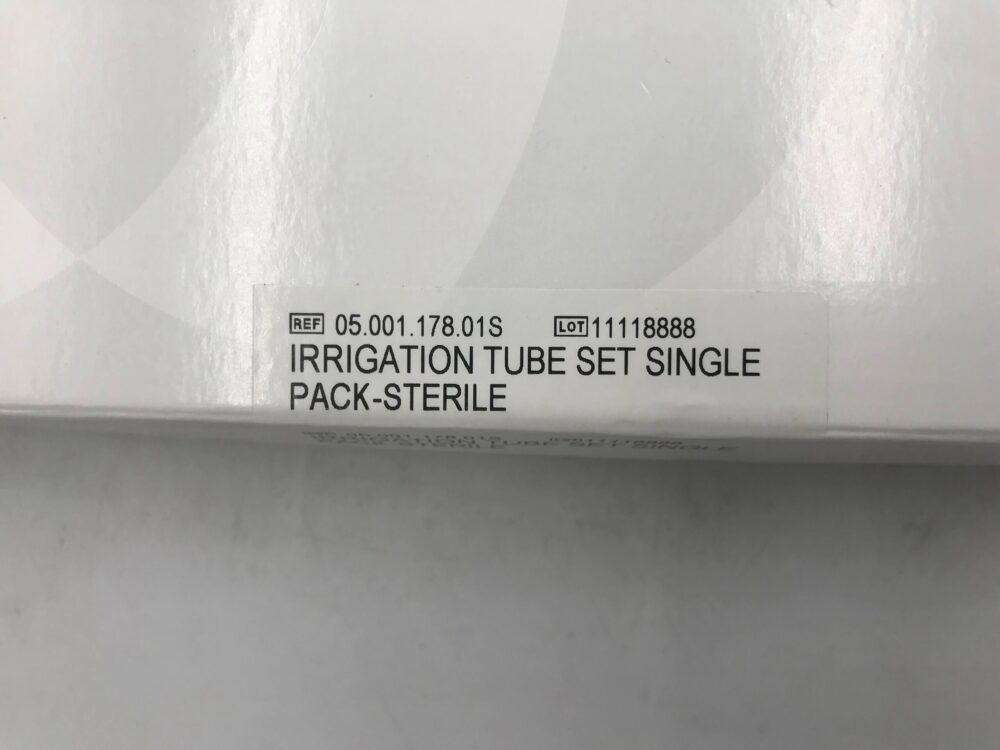 REF 05.001.178.01S LOT 11118888
IRRIGATION TUBE SET SINGLE
PACK-STERILE